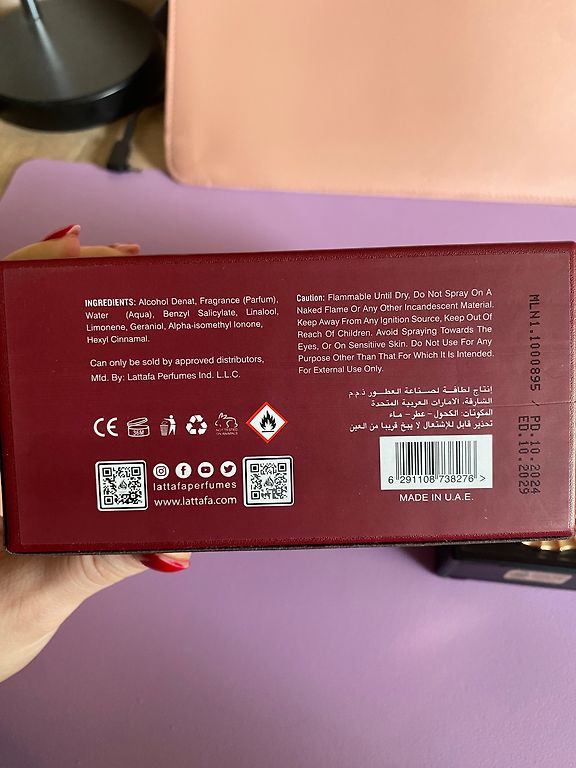 INGREDIENTS: Alcohol Denat, Fragrance (Parfum),
Water (Aqua), Benzyl Salicylate, Linalool,
Limonene, Geraniol, Alpha-isomethyl Ionone,
Hexyl Cinnamal.
Can only be sold by approved distributors,
Mfd. By: Lattafa Perfumes Ind. L.L.C.
Caution: Flammable Until Dry, Do Not Spray On A
Naked Flame Or Any Other Incandescent Material.
Keep Away From Any Ignition Source, Keep Out Of
Reach Of Children. Avoid Spraying Towards The
Eyes, Or On Sensitive Skin. Do Not Use For Any
Purpose Other Than That For Which It Is Intended.
For External Use Only.
إنتاج لطافة لصناعة العطور ذ.م.م
الشارقة، الامارات العربية المتحدة
المكونات: الكحول - عطر - ماء
تحذير قابل للإشتعال لا يبخ قريبا من العين
CE
36M
NOT TESTED
ON ANIMALS
lattafaperfumes
www.lattafa.com
6 291108 738276 >
MADE IN U.A.E.
MLN1.1000895 / PD:10.2024
ED:10.2029